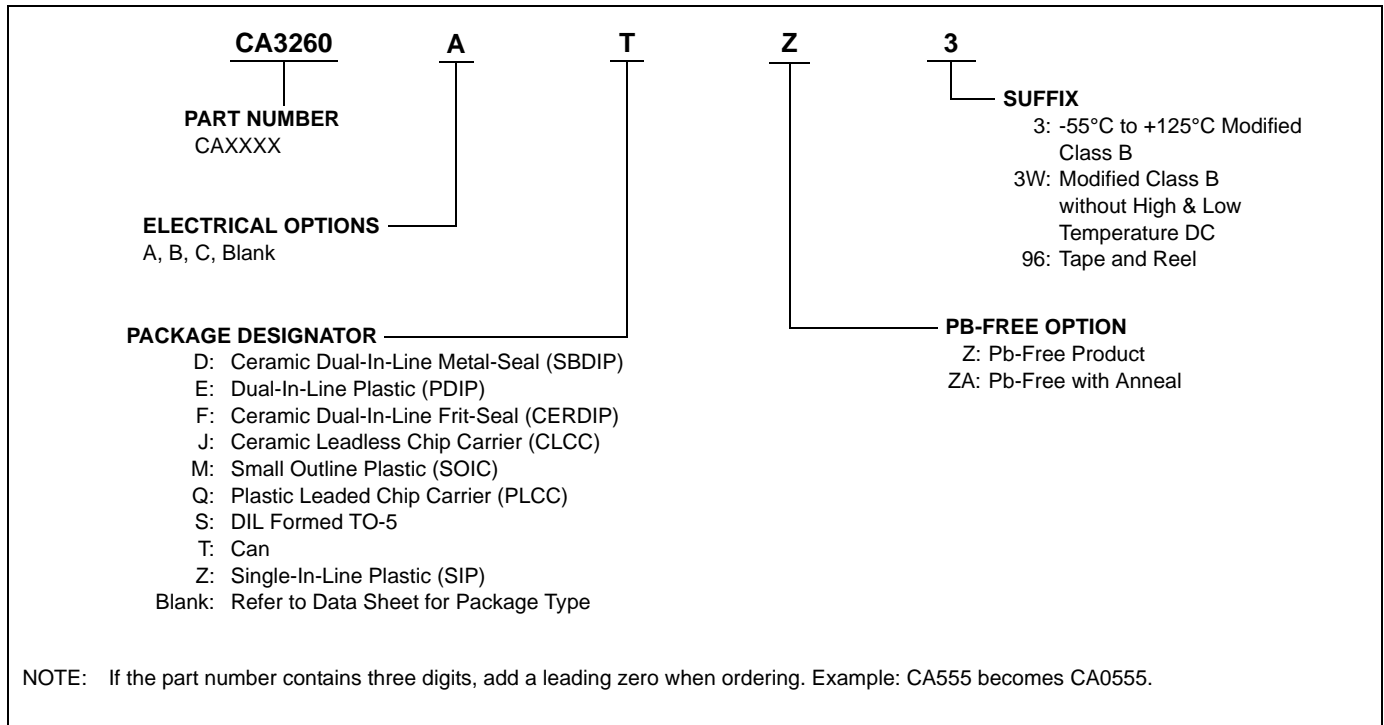 CA3260 A T Z 3
PART NUMBER
CAXXXX
ELECTRICAL OPTIONS
A, B, C, Blank
PACKAGE DESIGNATOR
D: Ceramic Dual-In-Line Metal-Seal (SBDIP)
E: Dual-In-Line Plastic (PDIP)
F: Ceramic Dual-In-Line Frit-Seal (CERDIP)
J: Ceramic Leadless Chip Carrier (CLCC)
M: Small Outline Plastic (SOIC)
Q: Plastic Leaded Chip Carrier (PLCC)
S: DIL Formed TO-5
T: Can
Z: Single-In-Line Plastic (SIP)
Blank: Refer to Data Sheet for Package Type
SUFFIX
3: -55°C to +125°C Modified
Class B
3W: Modified Class B
without High & Low
Temperature DC
96: Tape and Reel
PB-FREE OPTION
Z: Pb-Free Product
ZA: Pb-Free with Anneal
NOTE: If the part number contains three digits, add a leading zero when ordering. Example: CA555 becomes CA0555.